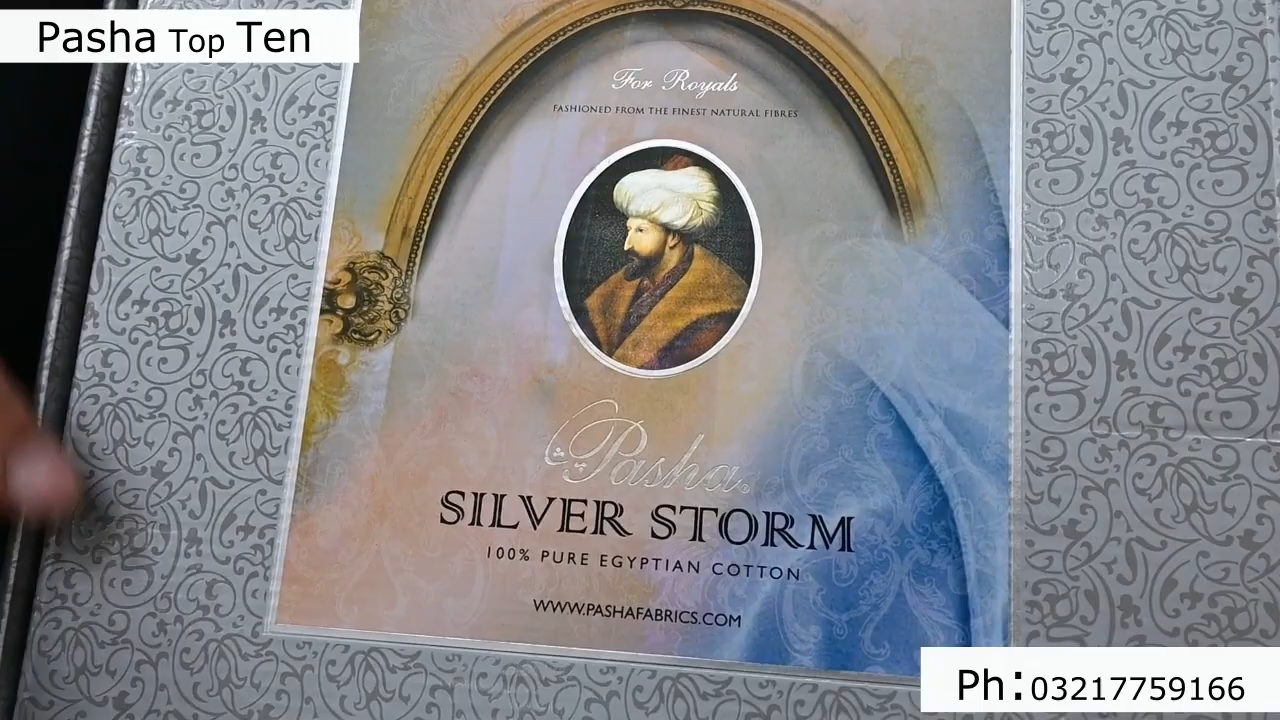 Pasha Top Ten
For Royals
FASHIONED FROM THE FINEST NATURAL FIBRES
Pasha
SILVER STORM
100% PURE EGYPTIAN COTTON
WWW.PASHAFABRICS.COM
Ph:03217759166